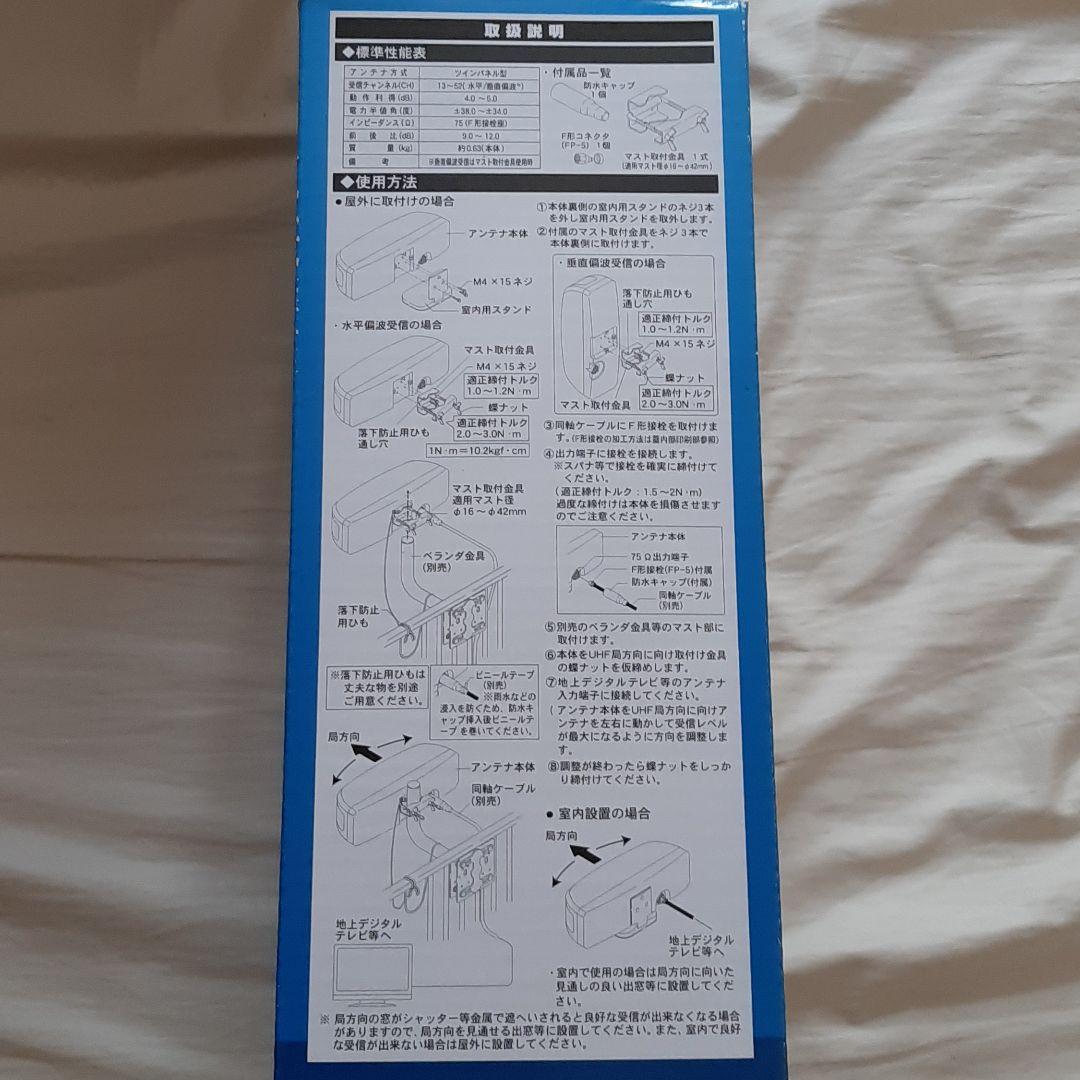 取扱説明
◆標準性能表
アンテナ方式 ツインパネル型
受信チャンネル(CH) 13～52( 水平/垂直偏波*)
動作利得(dB) 4.0 ～5.0
電力半値角(度) ±38.0 ～±34.0
インピーダンス(Ω) 75 (F形接栓座)
前後比(dB) 9.0 ～ 12.0
質量(kg) 約0.63(本体)
備考 ※垂直偏波受信はマスト取付金具使用時
・付属品一覧
防水キャップ
1個
F形コネクタ
(FP-5) 1個
マスト取付金具 1式
(適用マスト径φ16～φ42mm)
◆使用方法
●屋外に取付けの場合
アンテナ本体
M4 ×15 ネジ
室内用スタンド
・水平偏波受信の場合
マスト取付金具
M4 ×15 ネジ
適正締付トルク
1.0 ～1.2N・m
蝶ナット
適正締付トルク
2.0 ～3.0N・m
落下防止用ひも
通し穴
1N・m＝10.2kgf・cm
マスト取付金具
適用マスト径
φ16 ～ φ42mm
ベランダ金具
(別売)
落下防止
用ひも
※落下防止用ひもは
丈夫な物を別途
ご用意ください。
ビニールテープ
(別売)
※雨水などの
浸入を防ぐため、防水キ
ャップ挿入後ビニールテ
ープを巻いてください。
局方向
アンテナ本体
同軸ケーブル
(別売)
地上デジタル
テレビ等へ
①本体裏側の室内用スタンドのネジ3本
を外し室内用スタンドを取外します。
②付属のマスト取付金具をネジ3本で
本体裏側に取付けます。
・垂直偏波受信の場合
落下防止用ひも
通し穴
適正締付トルク
1.0 ～1.2N・m
M4 ×15 ネジ
蝶ナット
適正締付トルク
2.0 ～3.0N・m
マスト取付金具
③同軸ケーブルにF形接栓を取付けま
す。(F形接栓の加工方法は蓋内部印刷部参照)
④出力端子に接栓を接続します。
※スパナ等で接栓を確実に締付けて
ください。
(適正締付トルク：1.5 ～2N・m)
過度な締付けは本体を損傷させます
のでご注意ください。
アンテナ本体
75 Ω出力端子
F形接栓(FP-5)付属
防水キャップ(付属)
同軸ケーブル
(別売)
⑤別売のベランダ金具等のマスト部に
取付けます。
⑥本体をUHF局方向に向け取付け金具
の蝶ナットを仮締めします。
⑦地上デジタルテレビ等のアンテナ
入力端子に接続してください。
(アンテナ本体をUHF局方向に向けア
ンテナを左右に動かして受信レベル
が最大になるように方向を調整しま
す。
⑧調整が終わったら蝶ナットをしっか
り締付けてください。
●室内設置の場合
局方向
地上デジタル
テレビ等へ
・室内で使用の場合は局方向に向いた
見通しの良い出窓等に設置してくだ
さい。
※ 局方向の窓がシャッター等金属で遮へいされると良好な受信が出来なくなる場合
がありますので、局方向を見通せる出窓等に設置してください。また、室内で良好
な受信が出来ない場合は屋外に設置してください。